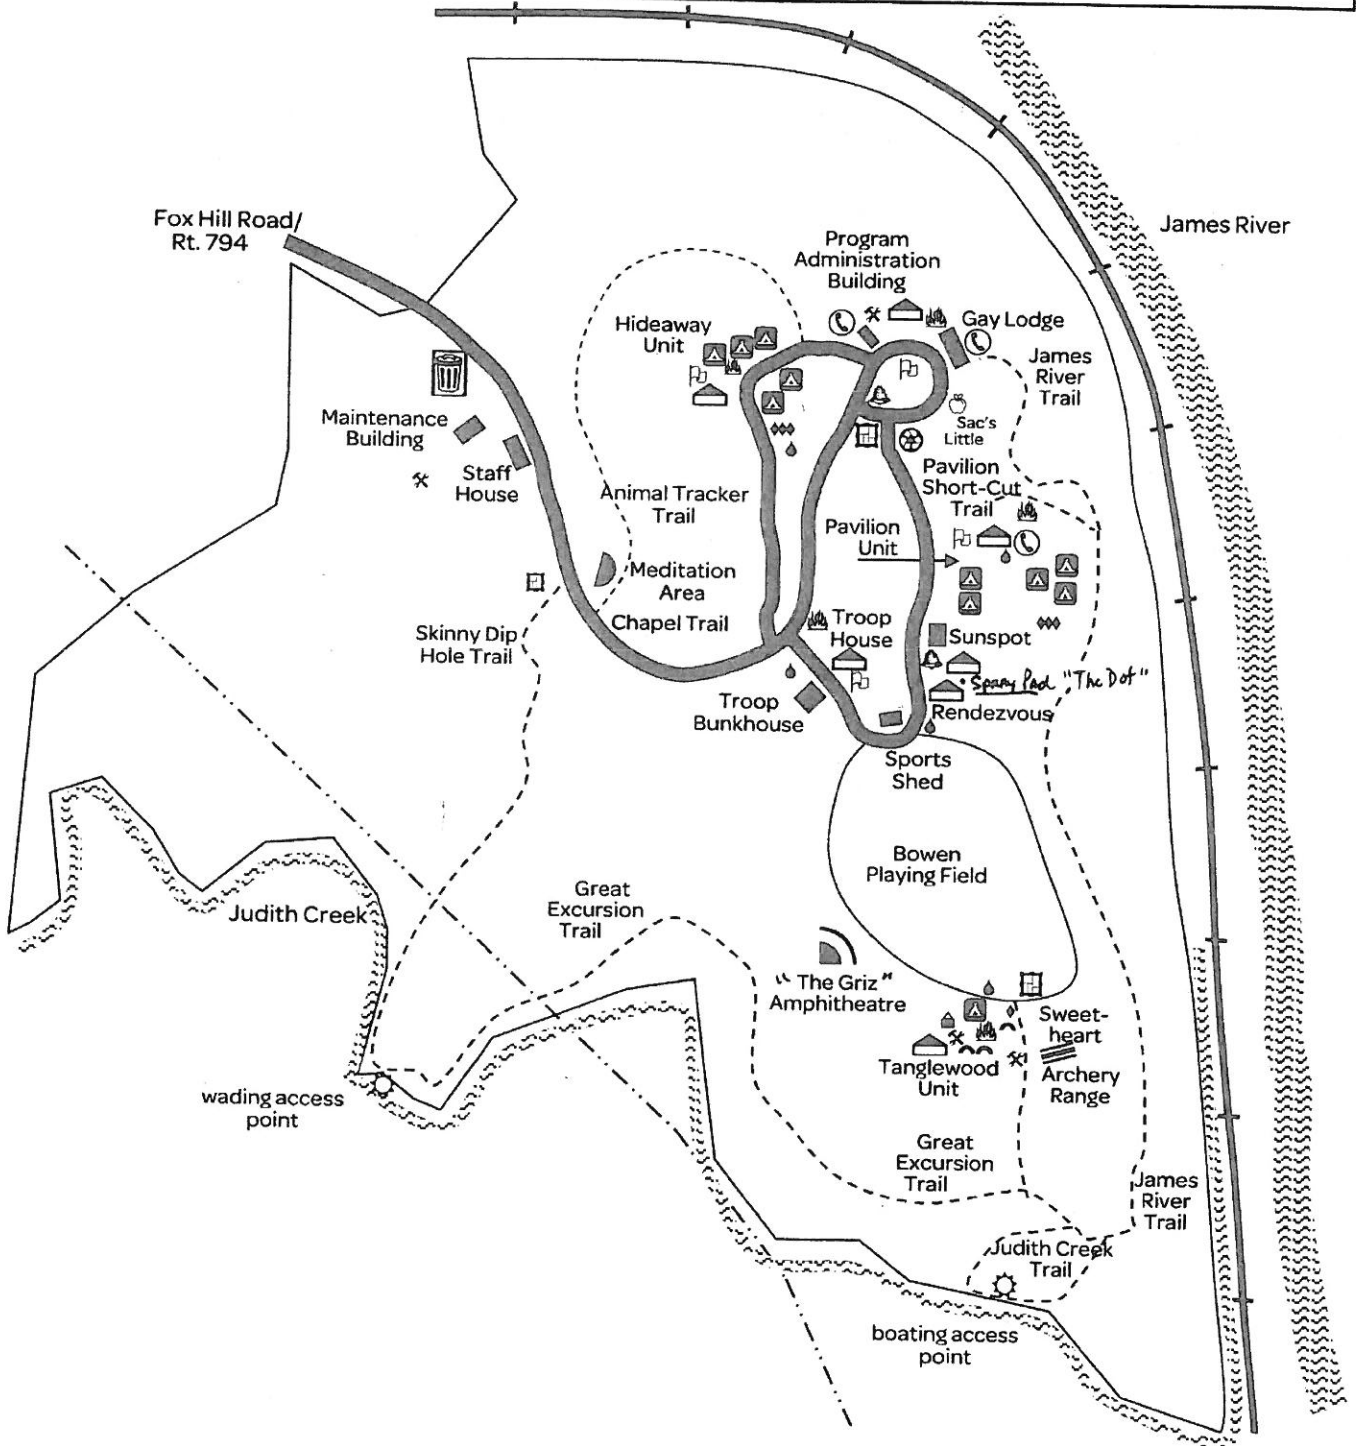 Fox Hill Road/
Rt. 794
James River
Program
Administration
Building
Hideaway
Unit
Gay Lodge
James
River
Trail
Maintenance
Building
Sac's
Little
Staff
House
Pavilion
Short-Cut
Trail
Animal Tracker
Trail
Pavilion
Unit
Meditation
Area
Chapel Trail
Skinny Dip
Hole Trail
Troop
House
Sunspot
Spray Pad "The Dot"
Troop
Bunkhouse
Rendezvous
Sports
Shed
Bowen
Playing Field
Judith Creek
Great
Excursion
Trail
"The Griz"
Amphitheatre
Sweet-
heart
Tanglewood
Unit
Archery
Range
wading access
point
Great
Excursion
Trail
James
River
Trail
Judith Creek
Trail
boating access
point